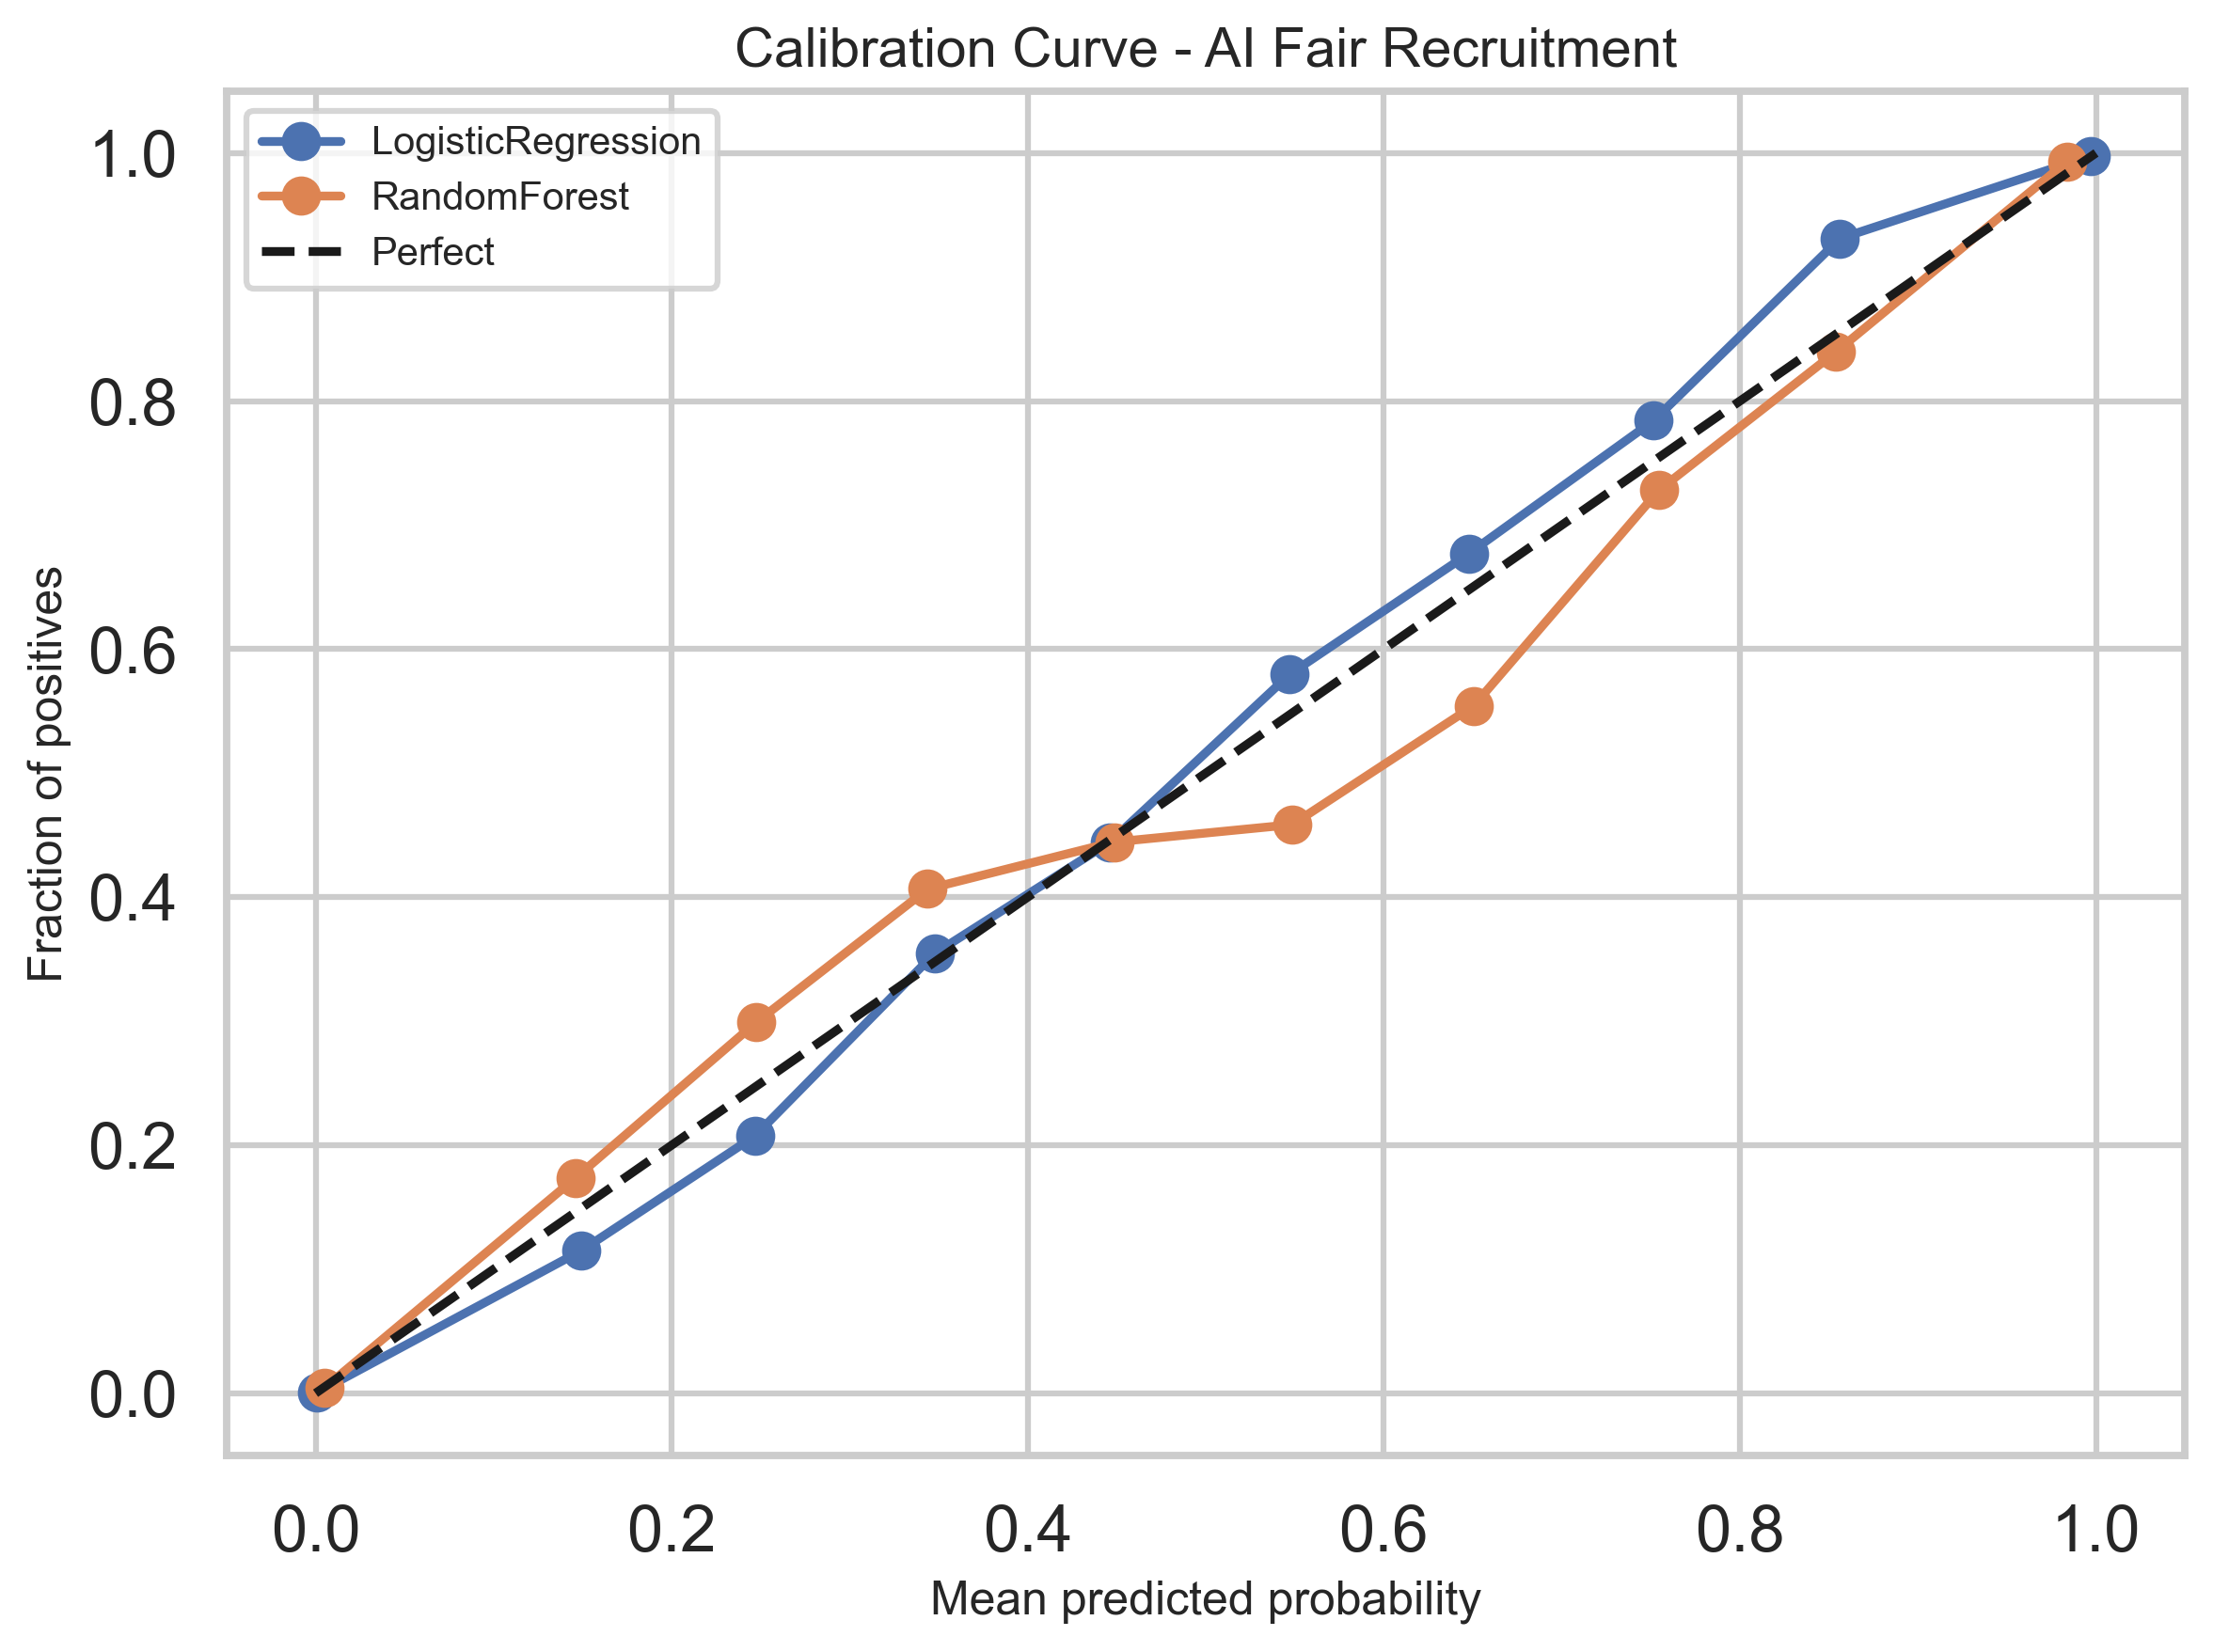 Calibration Curve - AI Fair Recruitment
LogisticRegression
RandomForest
Perfect
1.0
0.8
0.6
0.4
0.2
0.0
Fraction of positives
0.0 0.2 0.4 0.6 0.8 1.0
Mean predicted probability